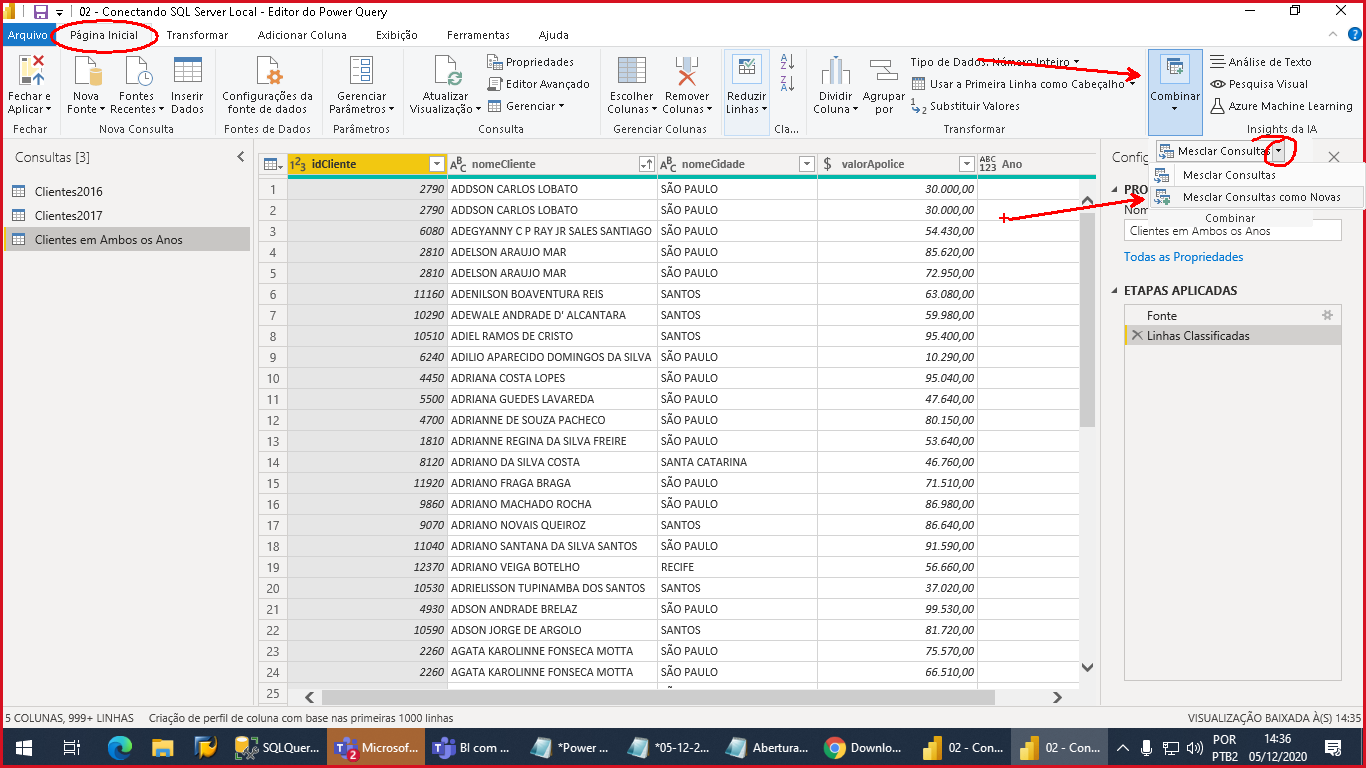 02 - Conectando SQL Server Local - Editor do Power Query
Arquivo Página Inicial Transformar Adicionar Coluna Exibição Ferramentas Ajuda
Fechar e Aplicar
Fechar
Nova Fonte
Fontes Recentes
Inserir Dados
Nova Consulta
Configurações da fonte de dados
Fontes de Dados
Gerenciar Parâmetros
Parâmetros
Atualizar Visualização
Propriedades
Editor Avançado
Gerenciar
Consulta
Escolher Colunas
Remover Colunas
Gerenciar Colunas
Reduzir Linhas
Cla...
Dividir Coluna
Agrupar por
Tipo de Dados: Número Inteiro
Usar a Primeira Linha como Cabeçalho
Substituir Valores
Transformar
Combinar
Análise de Texto
Pesquisa Visual
Azure Machine Learning
Insights da IA
Mesclar Consultas
Mesclar Consultas
Mesclar Consultas como Novas
Combinar
Consultas [3]
Clientes2016
Clientes2017
Clientes em Ambos os Anos
idCliente nomeCliente nomeCidade valorApolice Ano
1 2790 ADDSON CARLOS LOBATO SÃO PAULO 30.000,00
2 2790 ADDSON CARLOS LOBATO SÃO PAULO 30.000,00
3 6080 ADEGYANNY C P RAY JR SALES SANTIAGO SÃO PAULO 54.430,00
4 2810 ADELSON ARAUJO MAR SÃO PAULO 85.620,00
5 2810 ADELSON ARAUJO MAR SÃO PAULO 72.950,00
6 11160 ADENILSON BOAVENTURA REIS SANTOS 63.080,00
7 10290 ADEWALE ANDRADE D' ALCANTARA SANTOS 59.980,00
8 10510 ADIEL RAMOS DE CRISTO SANTOS 95.400,00
9 6240 ADILIO APARECIDO DOMINGOS DA SILVA SÃO PAULO 10.290,00
10 4450 ADRIANA COSTA LOPES SÃO PAULO 95.040,00
11 5500 ADRIANA GUEDES LAVAREDA SÃO PAULO 47.640,00
12 4700 ADRIANNE DE SOUZA PACHECO SÃO PAULO 80.150,00
13 1810 ADRIANNE REGINA DA SILVA FREIRE SÃO PAULO 53.640,00
14 8120 ADRIANO DA SILVA COSTA SANTA CATARINA 46.760,00
15 11920 ADRIANO FRAGA BRAGA SÃO PAULO 71.510,00
16 9860 ADRIANO MACHADO ROCHA SÃO PAULO 86.980,00
17 9070 ADRIANO NOVAIS QUEIROZ SANTOS 86.640,00
18 11040 ADRIANO SANTANA DA SILVA SANTOS SÃO PAULO 91.590,00
19 12370 ADRIANO VEIGA BOTELHO RECIFE 56.660,00
20 10530 ADRIELISSON TUPINAMBA DOS SANTOS SANTOS 37.020,00
21 4930 ADSON ANDRADE BRELAZ SÃO PAULO 99.530,00
22 10590 ADSON JORGE DE ARGOLO SANTOS 81.720,00
23 2260 AGATA KAROLINNE FONSECA MOTTA SÃO PAULO 75.570,00
24 2260 AGATA KAROLINNE FONSECA MOTTA SÃO PAULO 66.510,00
25
Clientes em Ambos os Anos
Todas as Propriedades
ETAPAS APLICADAS
Fonte
Linhas Classificadas
5 COLUNAS, 999+ LINHAS Criação de perfil de coluna com base nas primeiras 1000 linhas VISUALIZAÇÃO BAIXADA À(S) 14:35
SQLQuer... Microsof... BI com ... *Power ... *05-12-2... Abertura... Downlo... 02 - Con... 02 - Con... POR 14:36
PTB2 05/12/2020